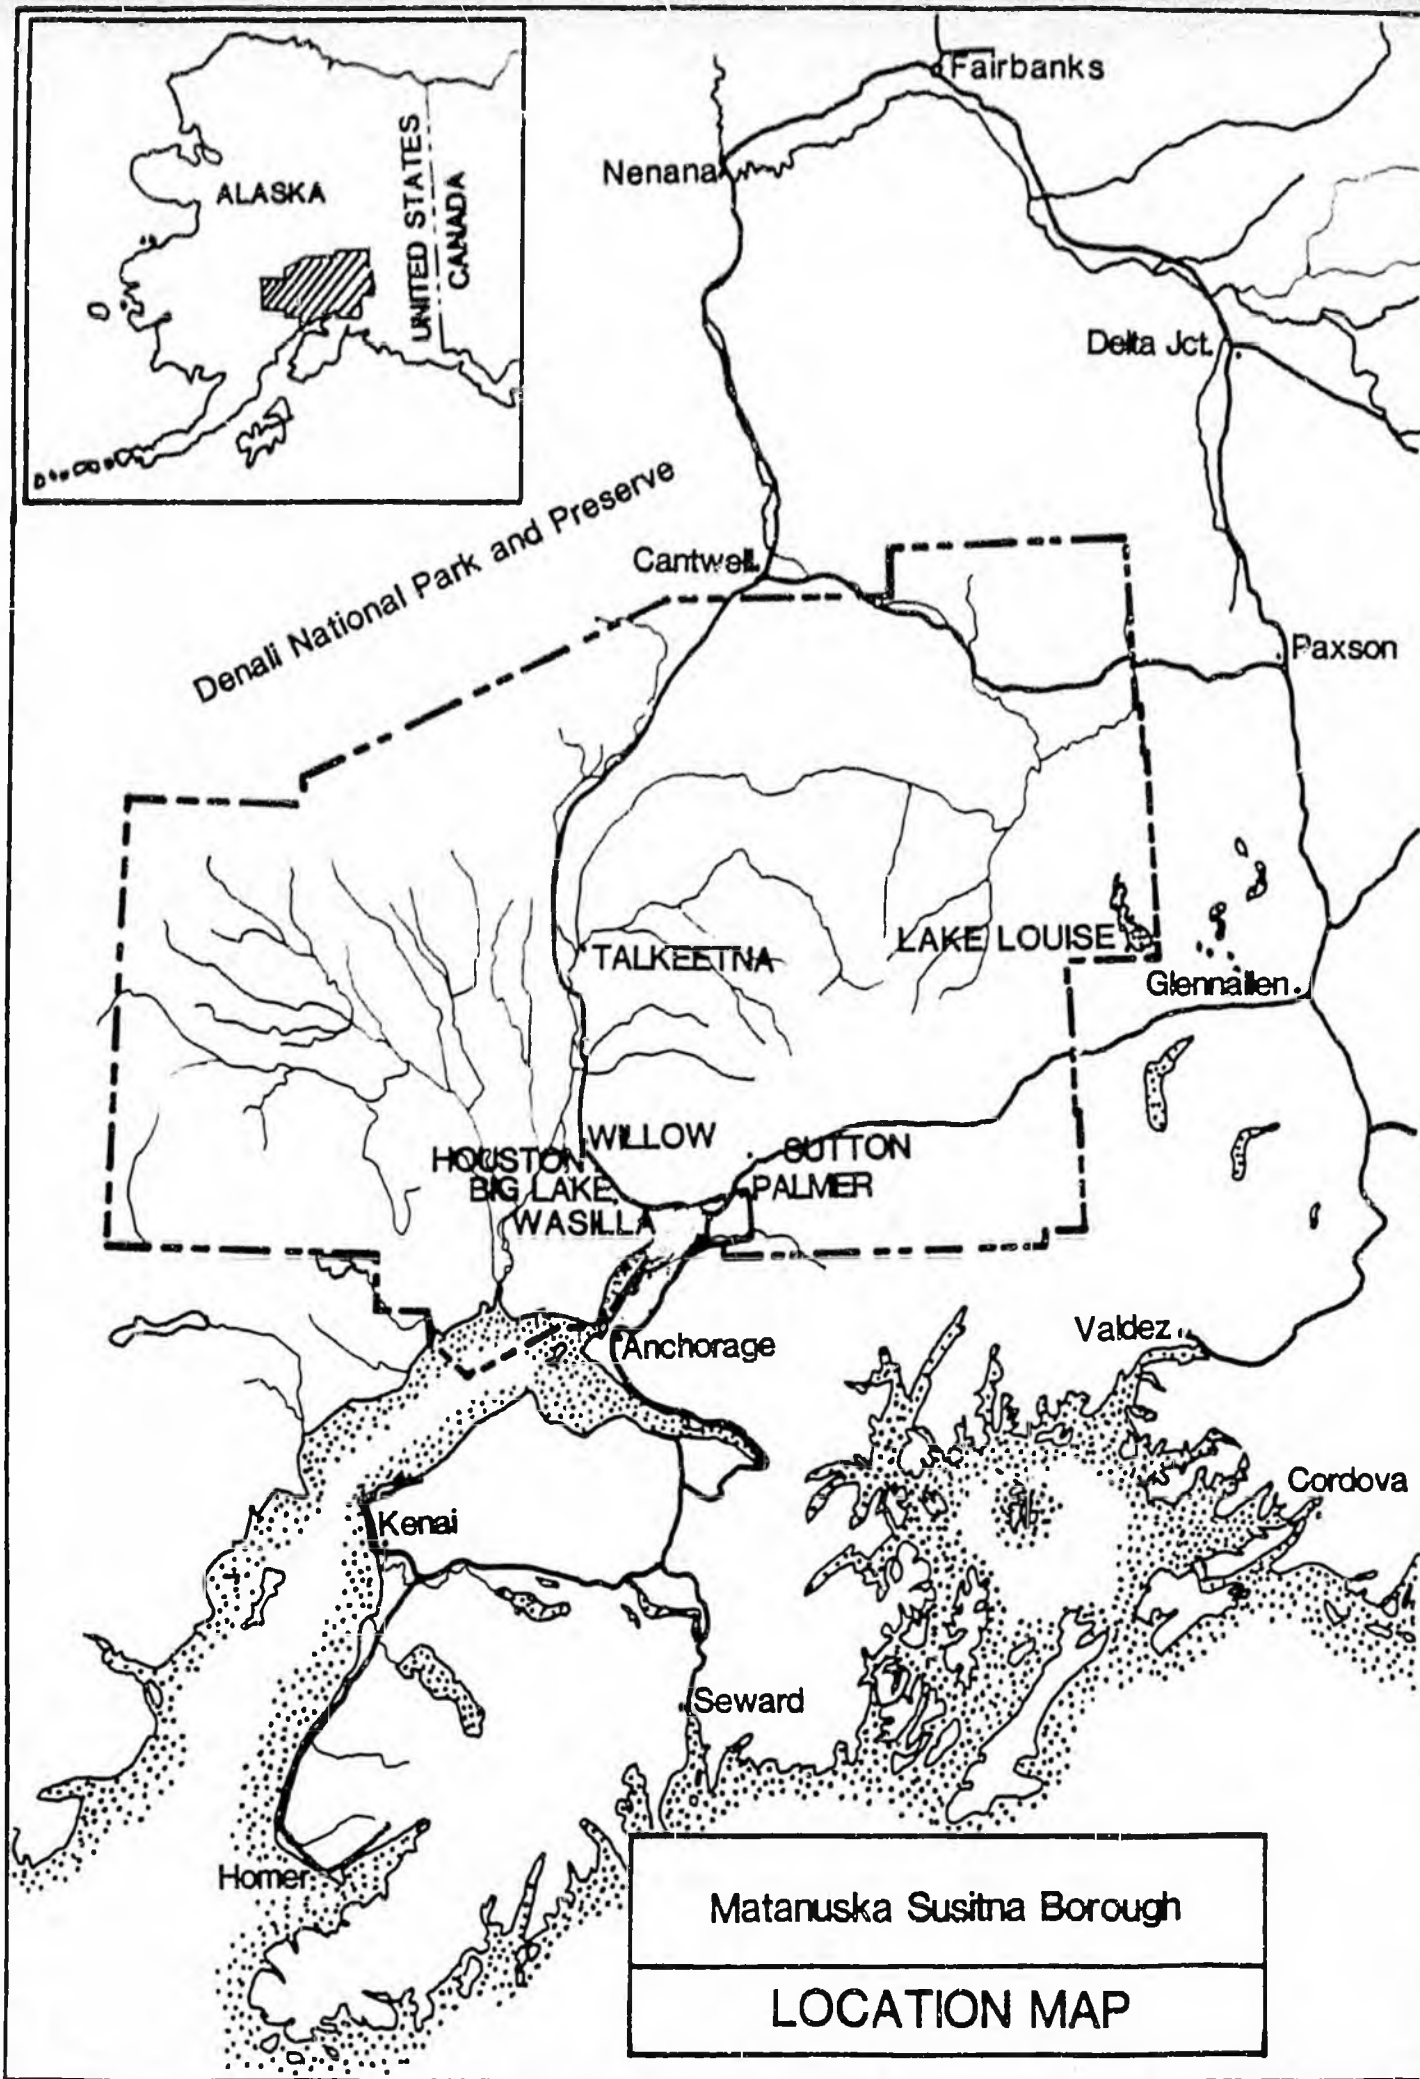 Fairbanks
Nenana
ALASKA
UNITED STATES
CANADA
Delta Jct.
Denali National Park and Preserve
Cantwell
Paxson
TALKEETNA
LAKE LOUISE
Glennallen
WILLOW
HOUSTON
SUTTON
BIG LAKE
PALMER
WASILLA
Anchorage
Valdez
Cordova
Kenai
Seward
Homer
Matanuska Susitna Borough
LOCATION MAP